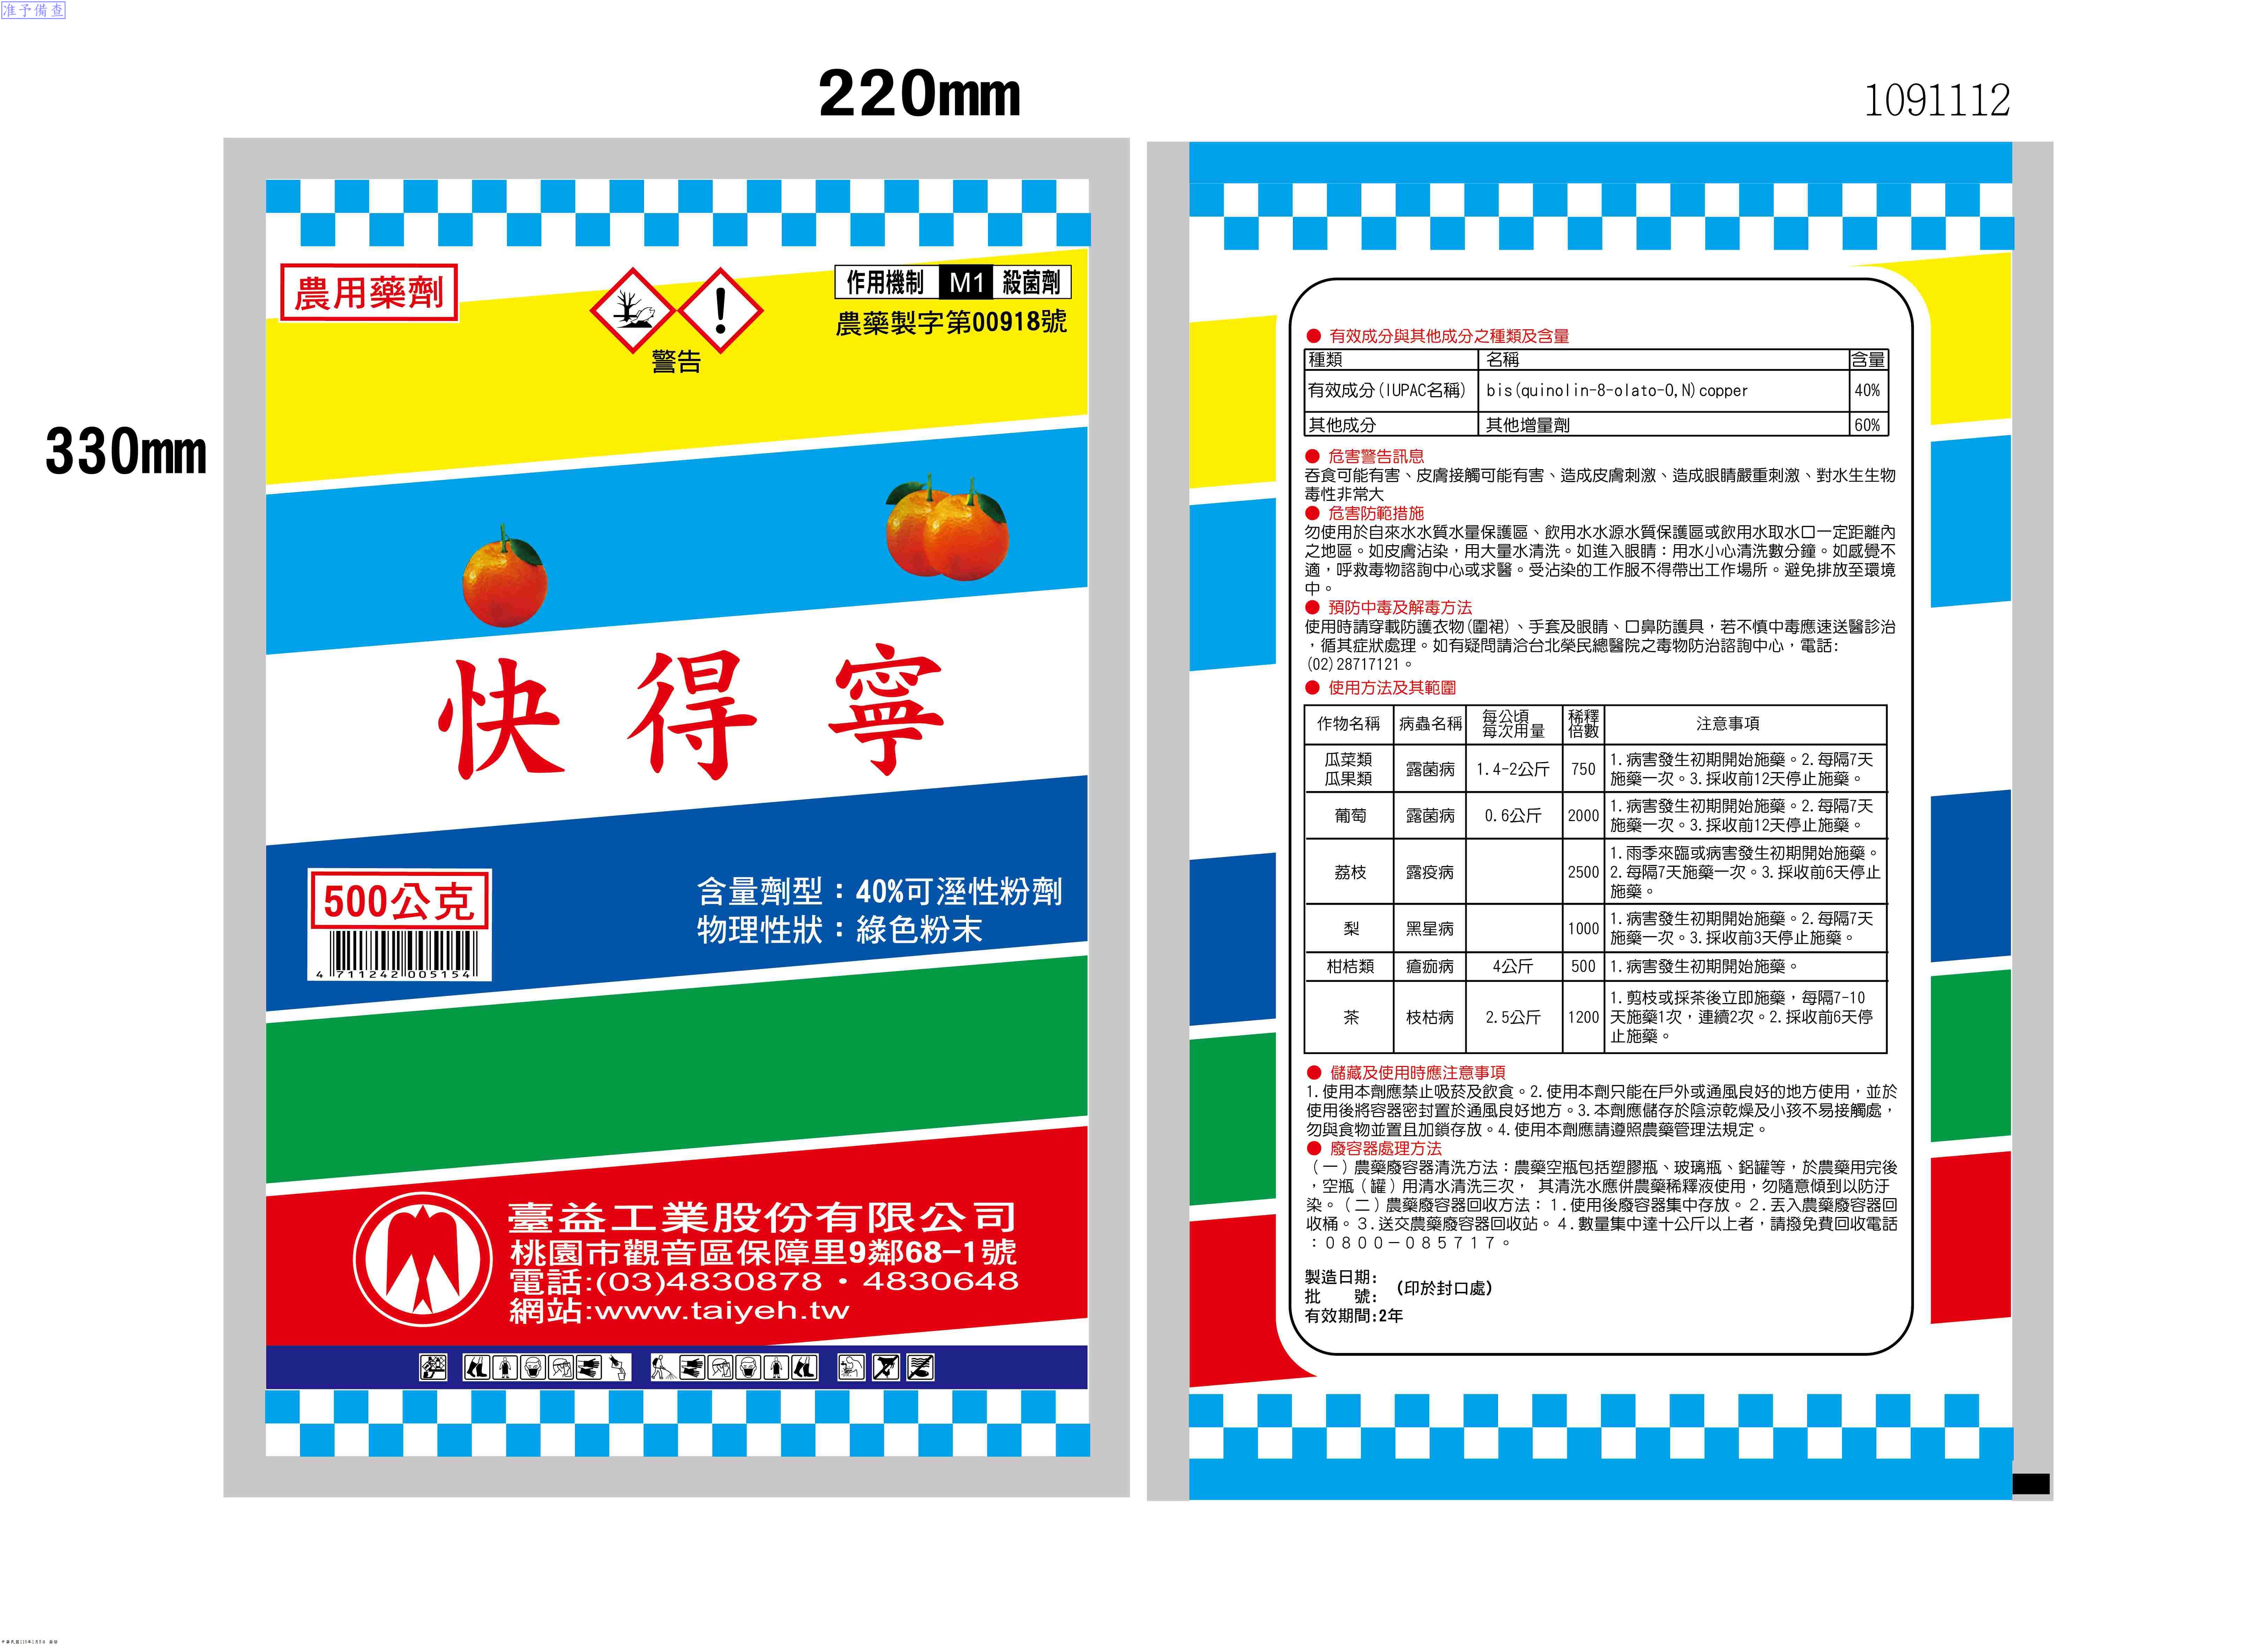 准予備查
220mm
1091112
330mm
農用藥劑
警告
作用機制 M1 殺菌劑
農藥製字第00918號
快得寧
500公克
4 711242 005154
含量劑型：40%可溼性粉劑
物理性狀：綠色粉末
臺益工業股份有限公司
桃園市觀音區保障里9鄰68-1號
電話:(03)4830878・4830648
網站:www.taiyeh.tw
● 有效成分與其他成分之種類及含量
種類 名稱 含量
有效成分(IUPAC名稱) bis(quinolin-8-olato-O,N)copper 40%
其他成分 其他增量劑 60%
● 危害警告訊息
吞食可能有害、皮膚接觸可能有害、造成皮膚刺激、造成眼睛嚴重刺激、對水生生物
毒性非常大
● 危害防範措施
勿使用於自來水水質水量保護區、飲用水水源水質保護區或飲用水取水口一定距離內
之地區。如皮膚沾染，用大量水清洗。如進入眼睛：用水小心清洗數分鐘。如感覺不
適，呼救毒物諮詢中心或求醫。受沾染的工作服不得帶出工作場所。避免排放至環境
中。
● 預防中毒及解毒方法
使用時請穿載防護衣物(圍裙)、手套及眼睛、口鼻防護具，若不慎中毒應速送醫診治
，循其症狀處理。如有疑問請洽台北榮民總醫院之毒物防治諮詢中心，電話:
(02)28717121。
● 使用方法及其範圍
作物名稱 病蟲名稱 每公頃每次用量 稀釋倍數 注意事項
瓜菜類瓜果類 露菌病 1.4-2公斤 750 1.病害發生初期開始施藥。2.每隔7天
施藥一次。3.採收前12天停止施藥。
葡萄 露菌病 0.6公斤 2000 1.病害發生初期開始施藥。2.每隔7天
施藥一次。3.採收前12天停止施藥。
荔枝 露疫病 2500 1.雨季來臨或病害發生初期開始施藥。
2.每隔7天施藥一次。3.採收前6天停止
施藥。
梨 黑星病 1000 1.病害發生初期開始施藥。2.每隔7天
施藥一次。3.採收前3天停止施藥。
柑桔類 瘡痂病 4公斤 500 1.病害發生初期開始施藥。
茶 枝枯病 2.5公斤 1200 1.剪枝或採茶後立即施藥，每隔7-10
天施藥1次，連續2次。2.採收前6天停
止施藥。
● 儲藏及使用時應注意事項
1.使用本劑應禁止吸菸及飲食。2.使用本劑只能在戶外或通風良好的地方使用，並於
使用後將容器密封置於通風良好地方。3.本劑應儲存於陰涼乾燥及小孩不易接觸處，
勿與食物並置且加鎖存放。4.使用本劑應請遵照農藥管理法規定。
● 廢容器處理方法
（一）農藥廢容器清洗方法：農藥空瓶包括塑膠瓶、玻璃瓶、鋁罐等，於農藥用完後
，空瓶（罐）用清水清洗三次， 其清洗水應併農藥稀釋液使用，勿隨意傾到以防汙
染。（二）農藥廢容器回收方法：１.使用後廢容器集中存放。２.丟入農藥廢容器回
收桶。３.送交農藥廢容器回收站。４.數量集中達十公斤以上者，請撥免費回收電話
：０８００－０８５７１７。
製造日期:
批 號: (印於封口處)
有效期間:2年